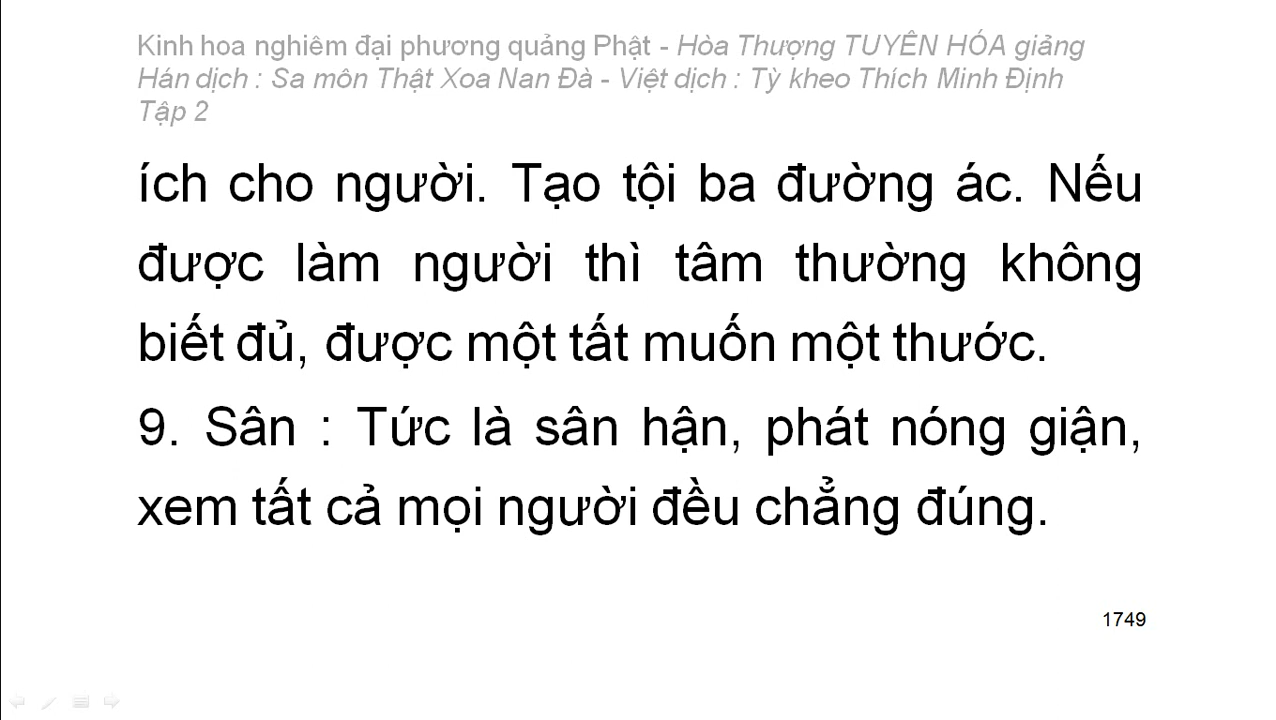 Kinh hoa nghiêm đại phương quảng Phật - Hòa Thượng TUYÊN HÓA giảng
Hán dịch : Sa môn Thật Xoa Nan Đà - Việt dịch : Tỳ kheo Thích Minh Định
Tập 2
ích cho người. Tạo tội ba đường ác. Nếu
được làm người thì tâm thường không
biết đủ, được một tất muốn một thước.
9. Sân : Tức là sân hận, phát nóng giận,
xem tất cả mọi người đều chẳng đúng.
1749